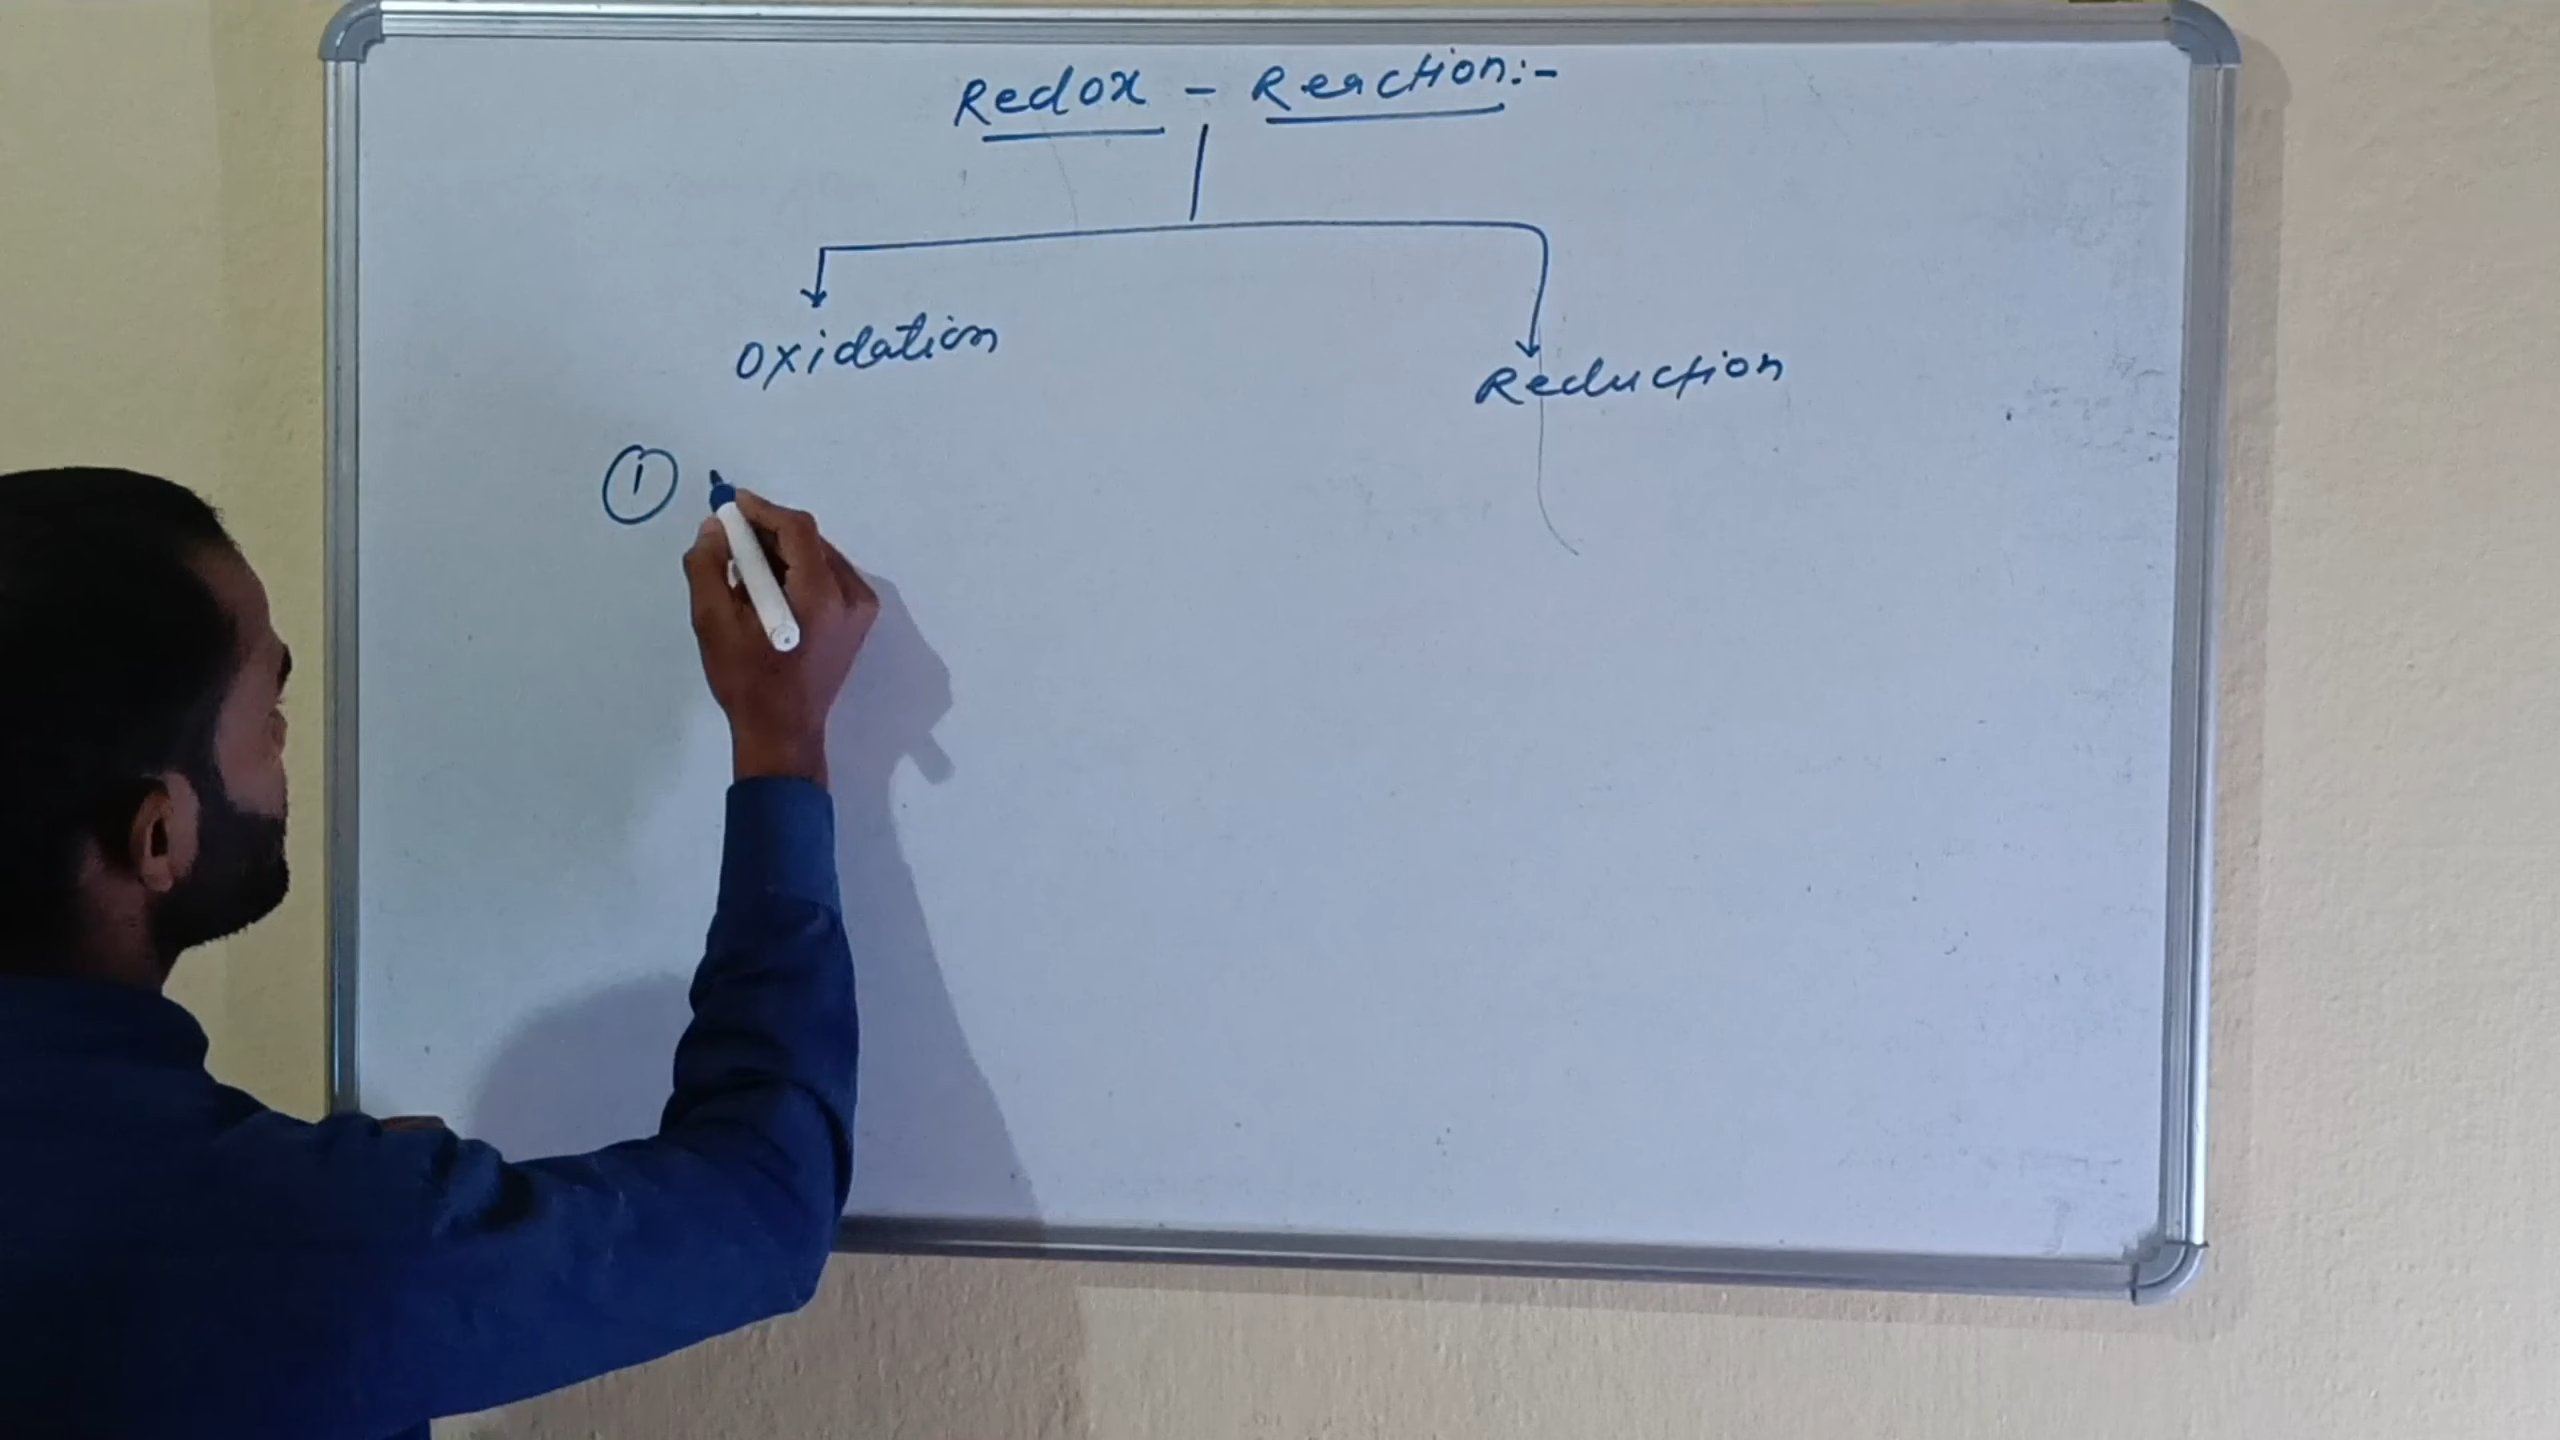 Redox - Reaction:-
Oxidation
Reduction
①